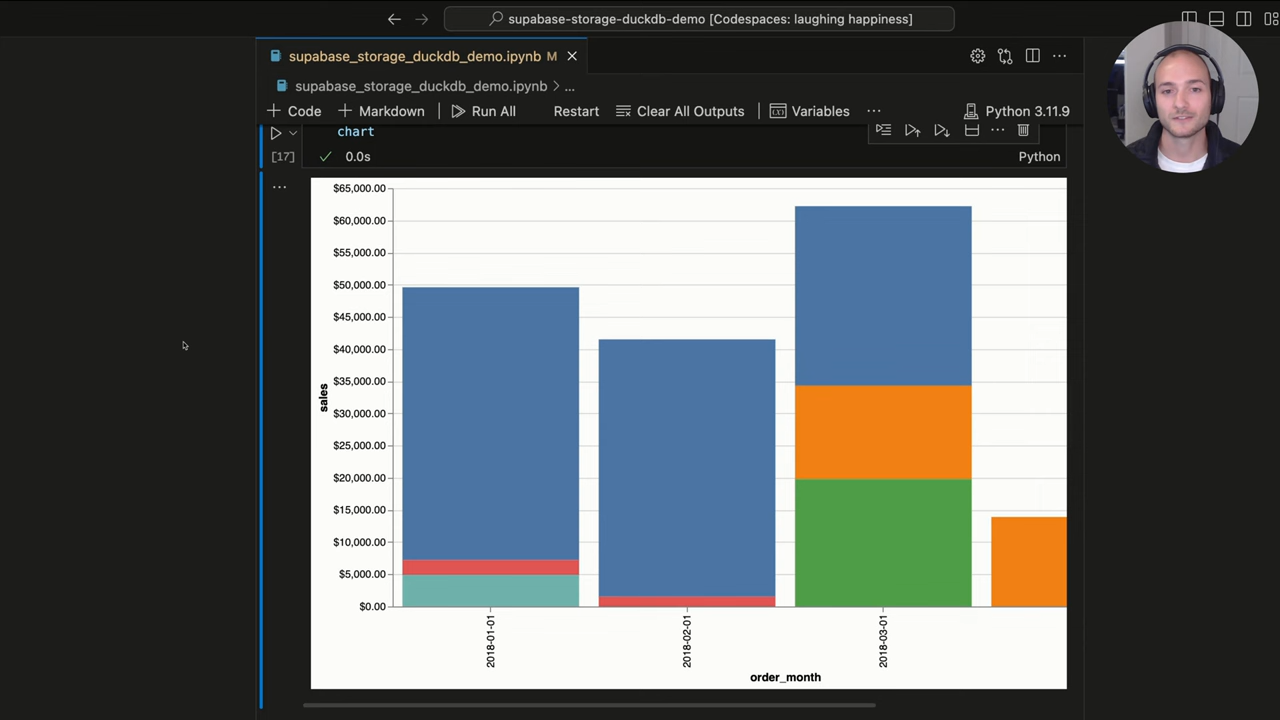 supabase-storage-duckdb-demo [Codespaces: laughing happiness]
supabase_storage_duckdb_demo.ipynb M
supabase_storage_duckdb_demo.ipynb > ...
Code Markdown Run All Restart Clear All Outputs Variables ... Python 3.11.9
chart
[17] 0.0s Python
$65,000.00
$60,000.00
$55,000.00
$50,000.00
$45,000.00
$40,000.00
$35,000.00
$30,000.00
$25,000.00
$20,000.00
$15,000.00
$10,000.00
$5,000.00
$0.00
sales
2018-01-01
2018-02-01
2018-03-01
order_month